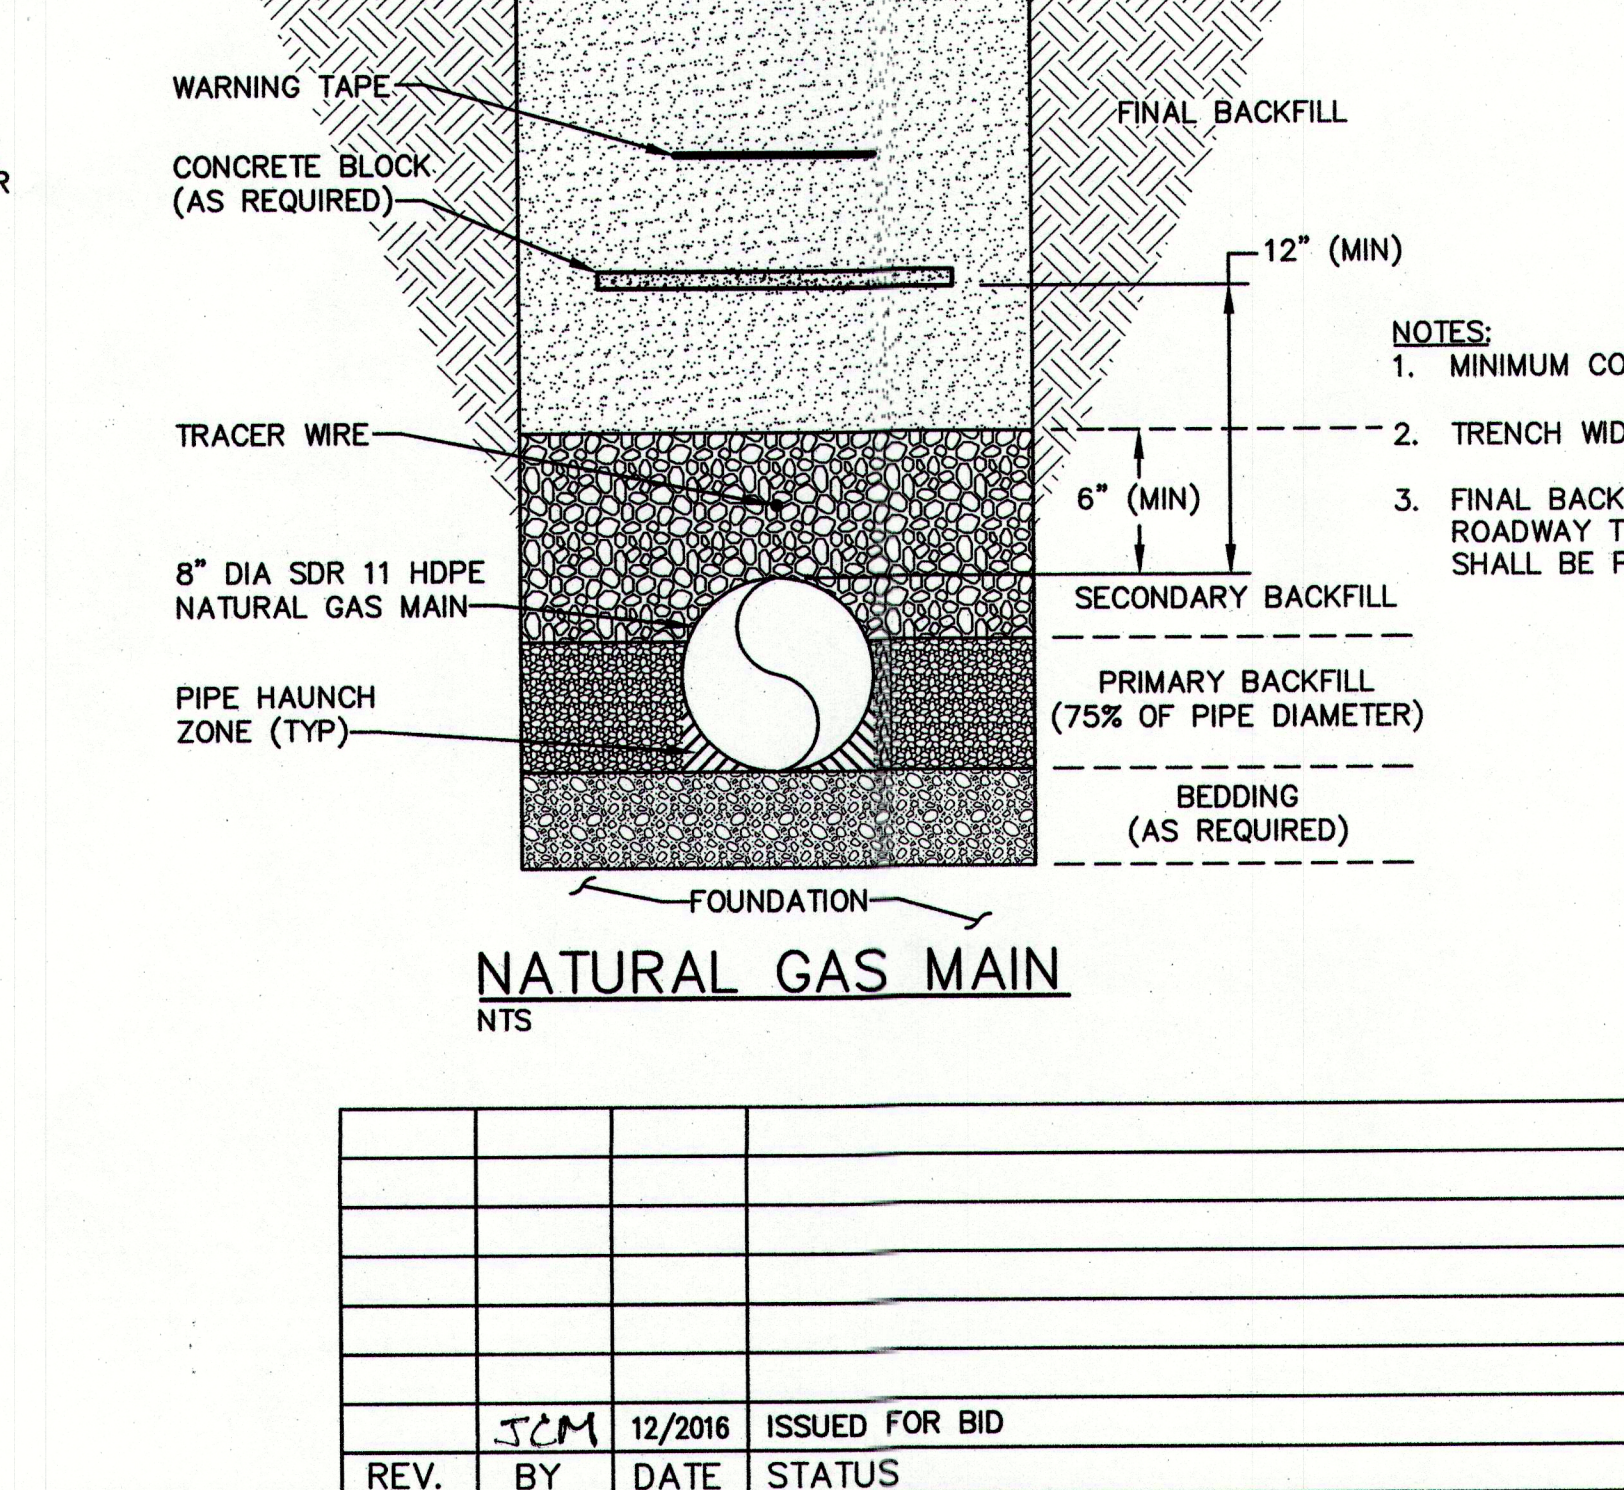 WARNING TAPE
CONCRETE BLOCK
(AS REQUIRED)
TRACER WIRE
8" DIA SDR 11 HDPE
NATURAL GAS MAIN
PIPE HAUNCH
ZONE (TYP)
FINAL BACKFILL
12" (MIN)
6" (MIN)
SECONDARY BACKFILL
PRIMARY BACKFILL
(75% OF PIPE DIAMETER)
BEDDING
(AS REQUIRED)
FOUNDATION
NOTES:
1. MINIMUM CO
2. TRENCH WID
3. FINAL BACK
ROADWAY T
SHALL BE
NATURAL GAS MAIN
NTS
JCM 12/2016 ISSUED FOR BID
REV. BY DATE STATUS